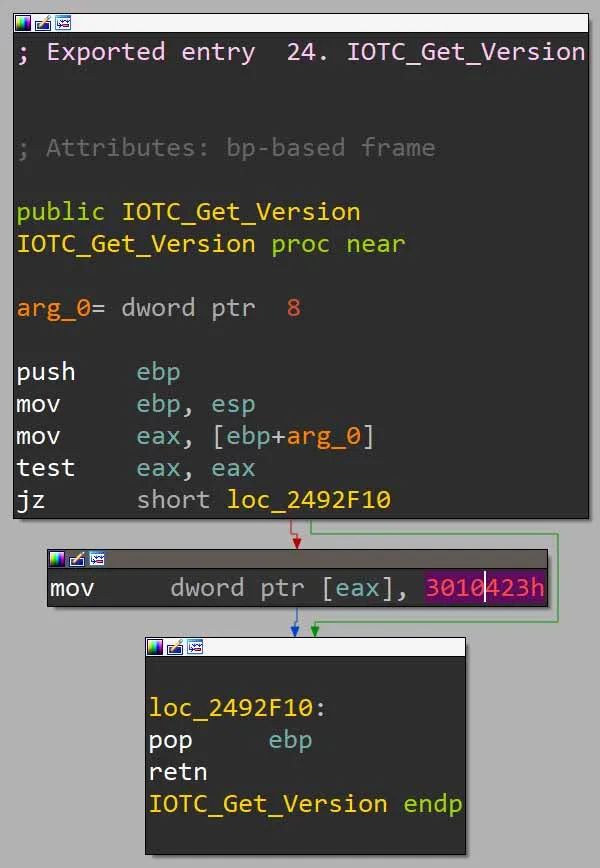 ; Exported entry  24. IOTC_Get_Version
; Attributes: bp-based frame
public IOTC_Get_Version
IOTC_Get_Version proc near
arg_0= dword ptr  8
push    ebp
mov     ebp, esp
mov     eax, [ebp+arg_0]
test    eax, eax
jz      short loc_2492F10
mov     dword ptr [eax], 3010423h
loc_2492F10:
pop     ebp
retn
IOTC_Get_Version endp